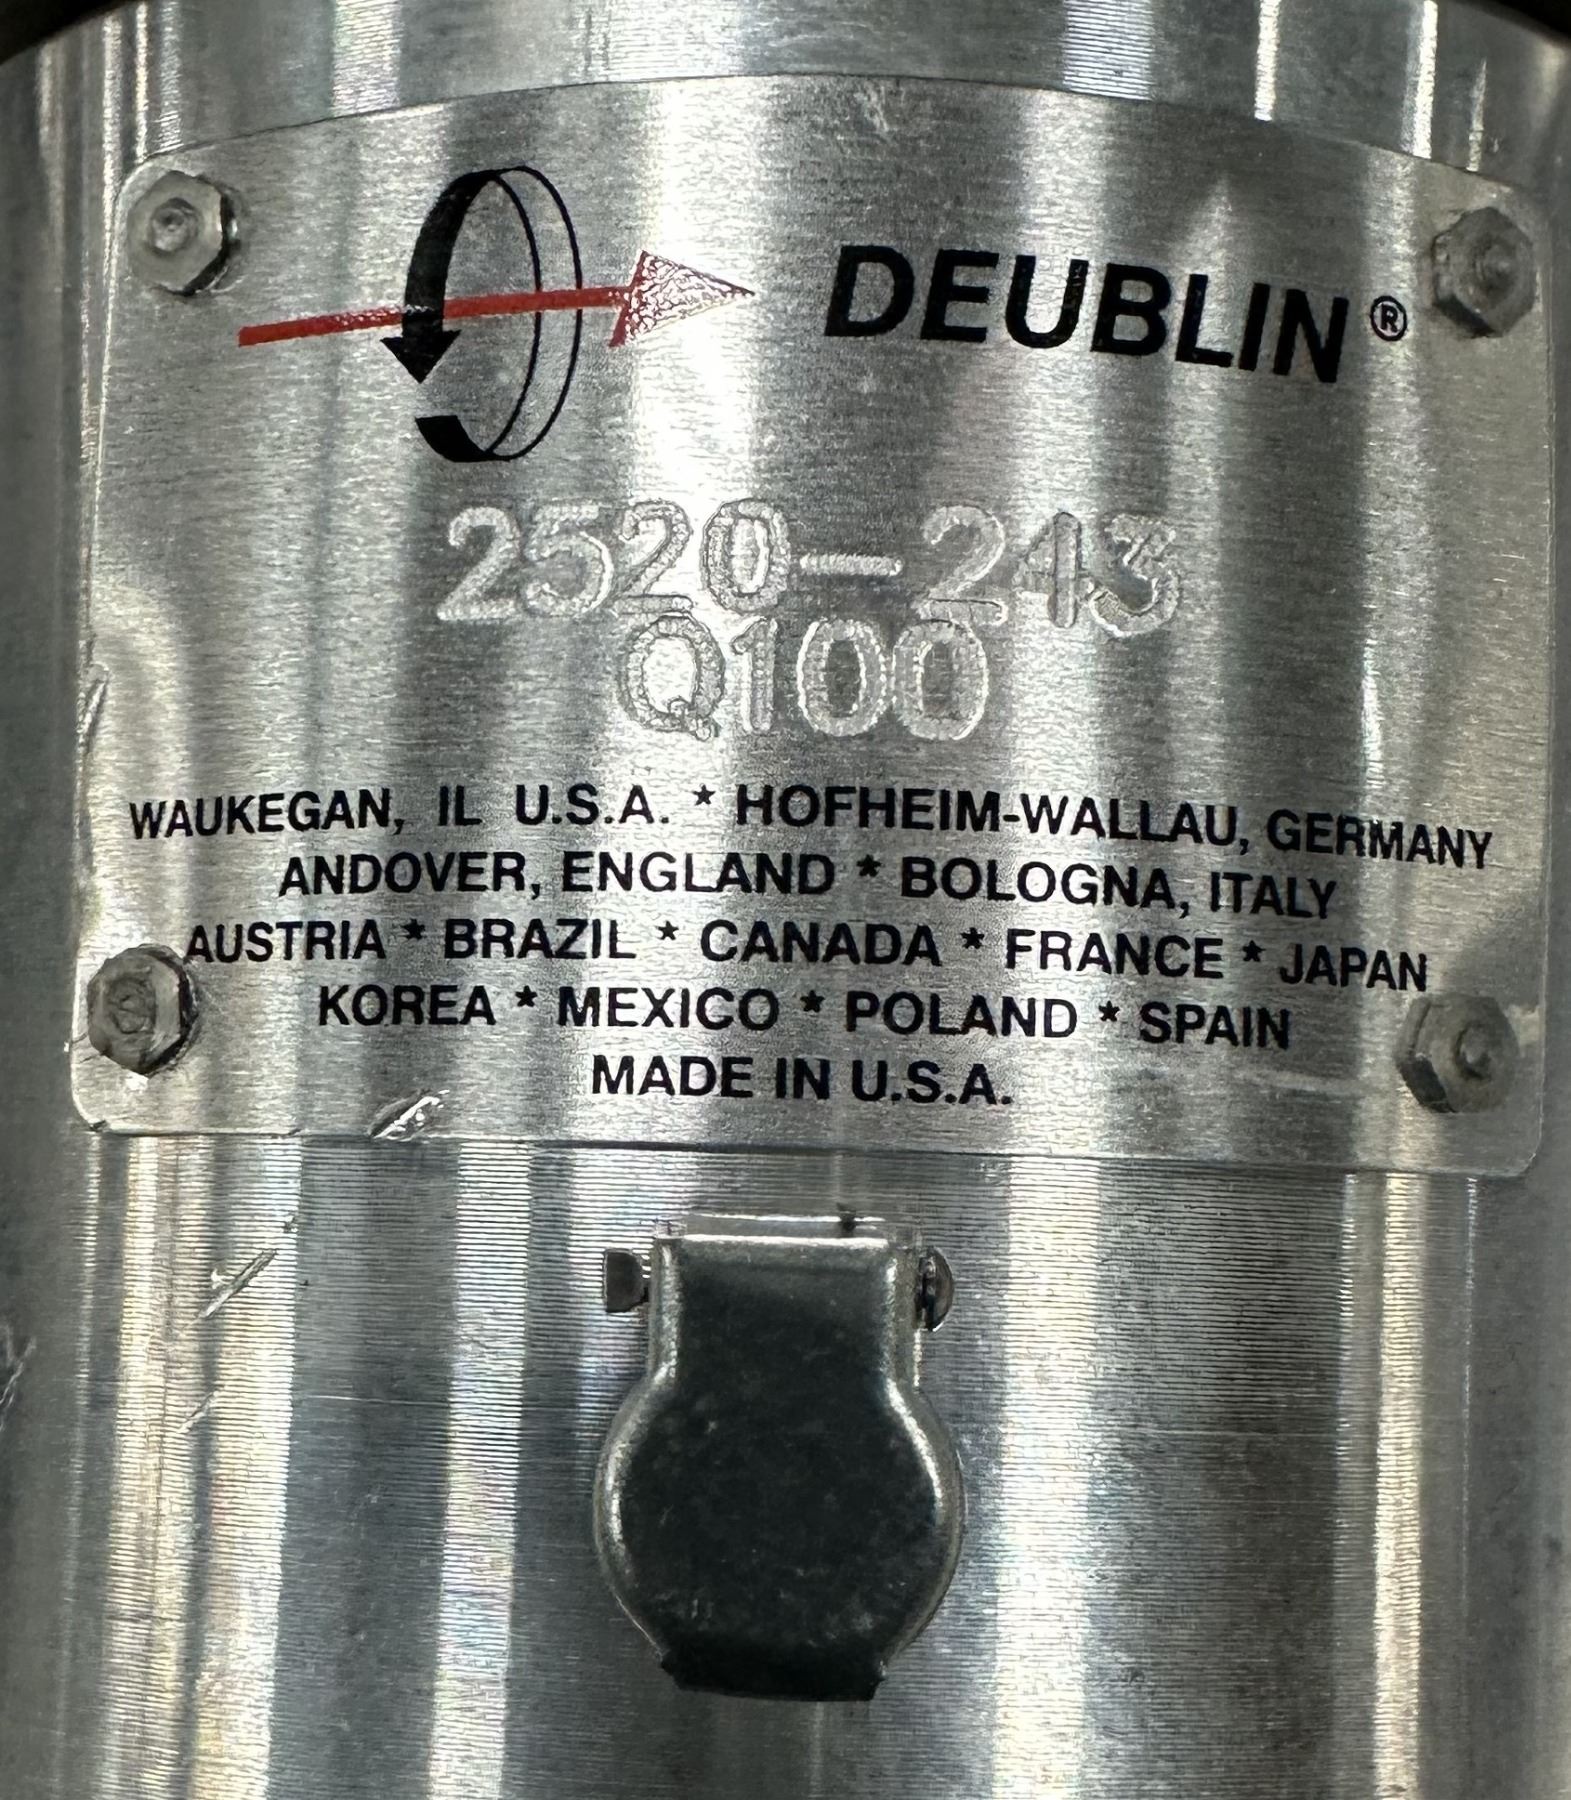 DEUBLIN®
2520-243
Q100
WAUKEGAN, IL U.S.A. * HOFHEIM-WALLAU, GERMANY
ANDOVER, ENGLAND * BOLOGNA, ITALY
AUSTRIA * BRAZIL * CANADA * FRANCE * JAPAN
KOREA * MEXICO * POLAND * SPAIN
MADE IN U.S.A.